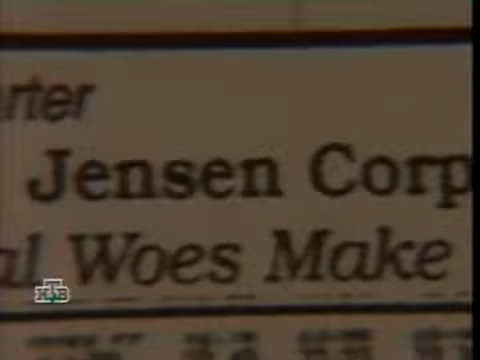 rter
Jensen Corp
al Woes Make
НТВ